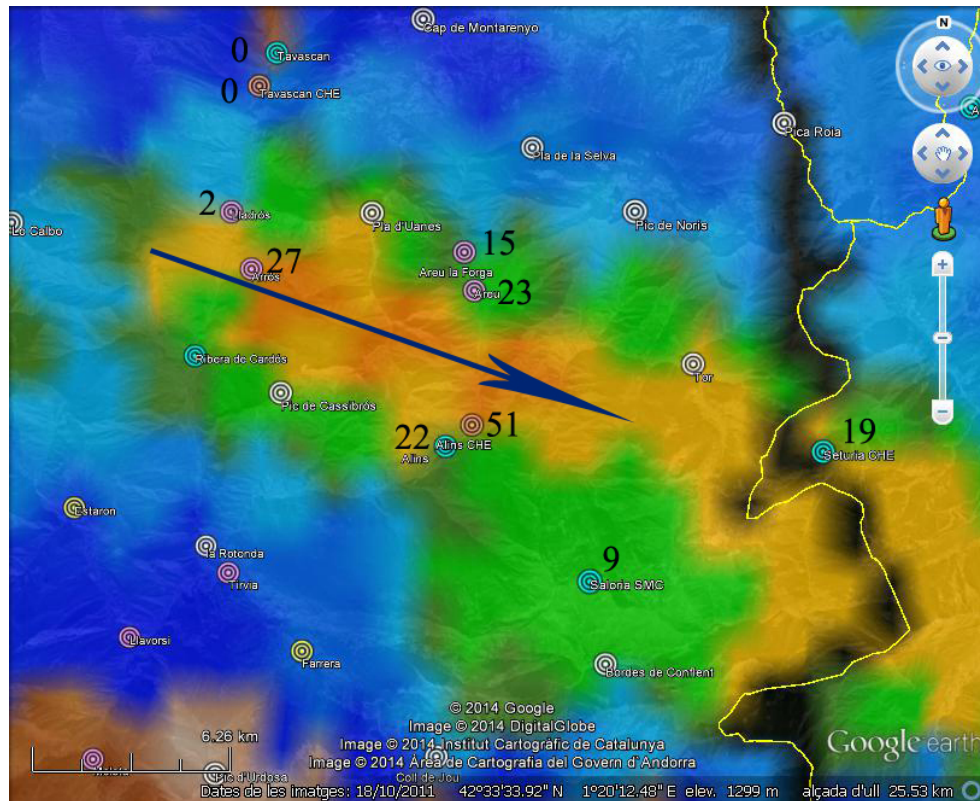 Cap de Montarenyo
0
Tavascan
0
Tavascan CHE
N
Pica Roia
Pla de la Selva
2
Lladrós
Pla d'Uanes
Pic de Noris
Lo Calbo
27
Arrós
15
Àreu la Forga
23
Àreu
Ribera de Cardós
Pic de Cassibrós
Tor
51
22
Alins CHE
Alins
19
Seturia CHE
Estaron
la Rotonda
Tírvia
9
Salòria SMC
Llavorsí
Farrera
Bordes de Conflent
© 2014 Google
Image © 2014 DigitalGlobe
Image © 2014 Institut Cartogràfic de Catalunya
Image © 2014 Àrea de Cartografia del Govern d'Andorra
6.26 km
Google earth
Pic d'Urdosa
Coll de Jou
Dates de les imatges: 18/10/2011 42°33'33.92" N 1°20'12.48" E elev. 1299 m alçada d'ull 25.53 km